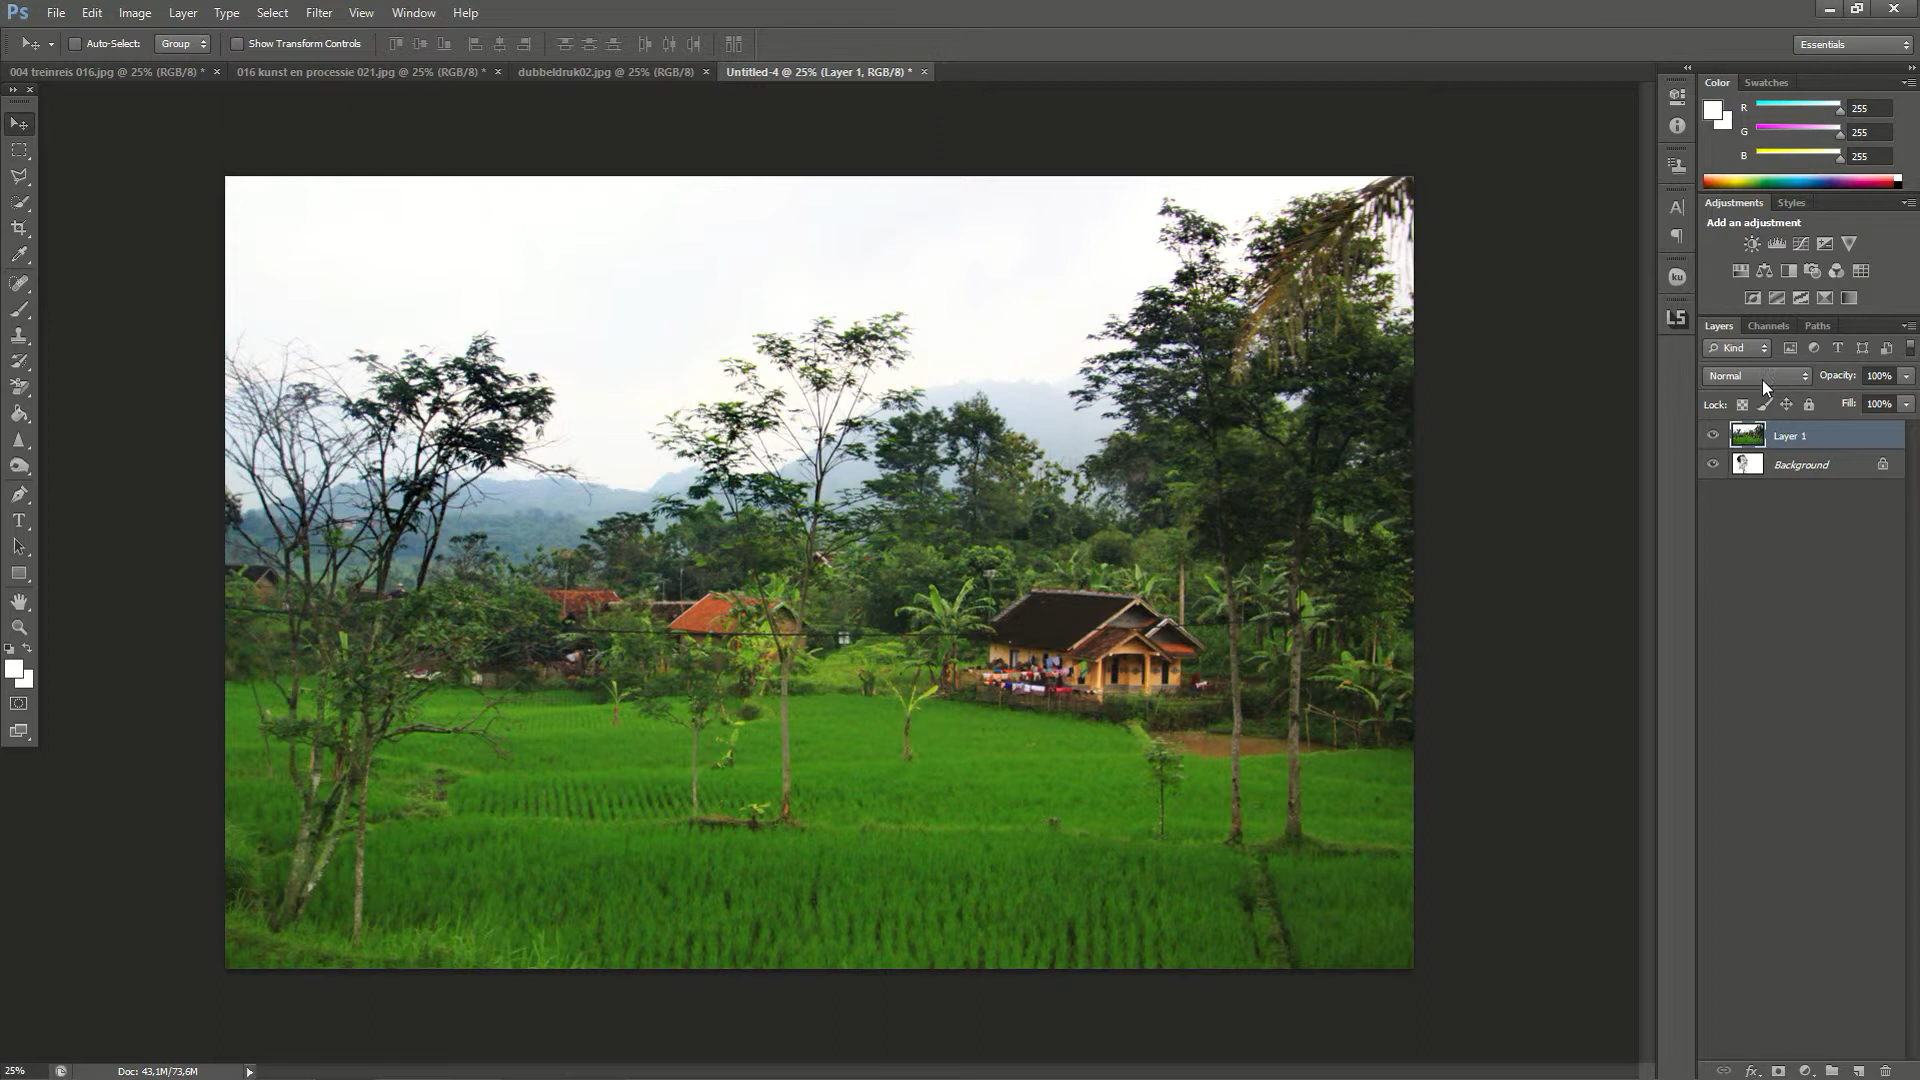 Ps File Edit Image Layer Type Select Filter View Window Help
Auto-Select: Group Show Transform Controls Essentials
004 treinreis 016.jpg @ 25% (RGB/8) * × 016 kunst en processie 021.jpg @ 25% (RGB/8) * × dubbeldruk02.jpg @ 25% (RGB/8) × Untitled-4 @ 25% (Layer 1, RGB/8) * ×
Color Swatches
R 255
G 255
B 255
Adjustments Styles
Add an adjustment
ku
LS
Layers Channels Paths
Kind
Normal Opacity: 100%
Lock: Fill: 100%
Layer 1
Background
25% Doc: 43,1M/73,6M
fx